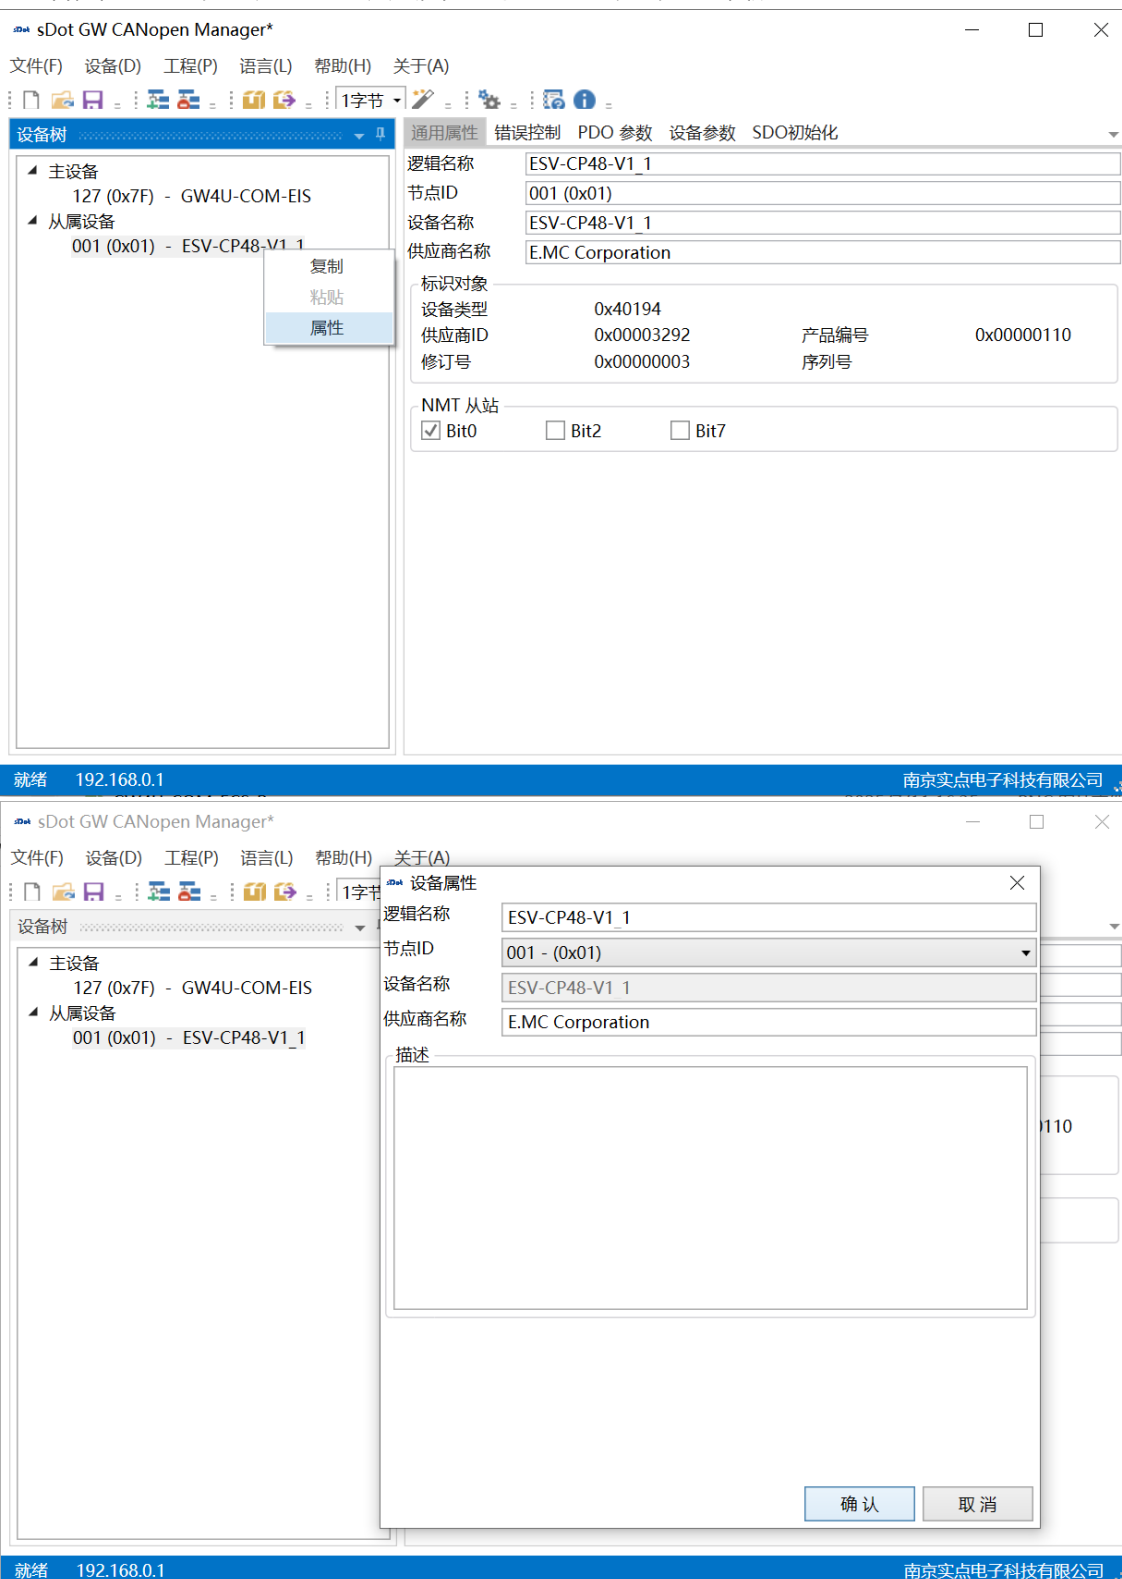 sDot GW CANopen Manager*
文件(F) 设备(D) 工程(P) 语言(L) 帮助(H) 关于(A)
1字节
设备树
通用属性 错误控制 PDO 参数 设备参数 SDO初始化
主设备
127 (0x7F) - GW4U-COM-EIS
从属设备
001 (0x01) - ESV-CP48-V1_1
复制
粘贴
属性
逻辑名称 ESV-CP48-V1_1
节点ID 001 (0x01)
设备名称 ESV-CP48-V1_1
供应商名称 E.MC Corporation
标识对象
设备类型 0x40194
供应商ID 0x00003292 产品编号 0x00000110
修订号 0x00000003 序列号
NMT 从站
Bit0 Bit2 Bit7
就绪 192.168.0.1 南京实点电子科技有限公司
sDot GW CANopen Manager*
文件(F) 设备(D) 工程(P) 语言(L) 帮助(H) 关于(A)
1字节
设备树
主设备
127 (0x7F) - GW4U-COM-EIS
从属设备
001 (0x01) - ESV-CP48-V1_1
设备属性
逻辑名称 ESV-CP48-V1_1
节点ID 001 - (0x01)
设备名称 ESV-CP48-V1_1
供应商名称 E.MC Corporation
描述
0110
确认 取消
就绪 192.168.0.1 南京实点电子科技有限公司